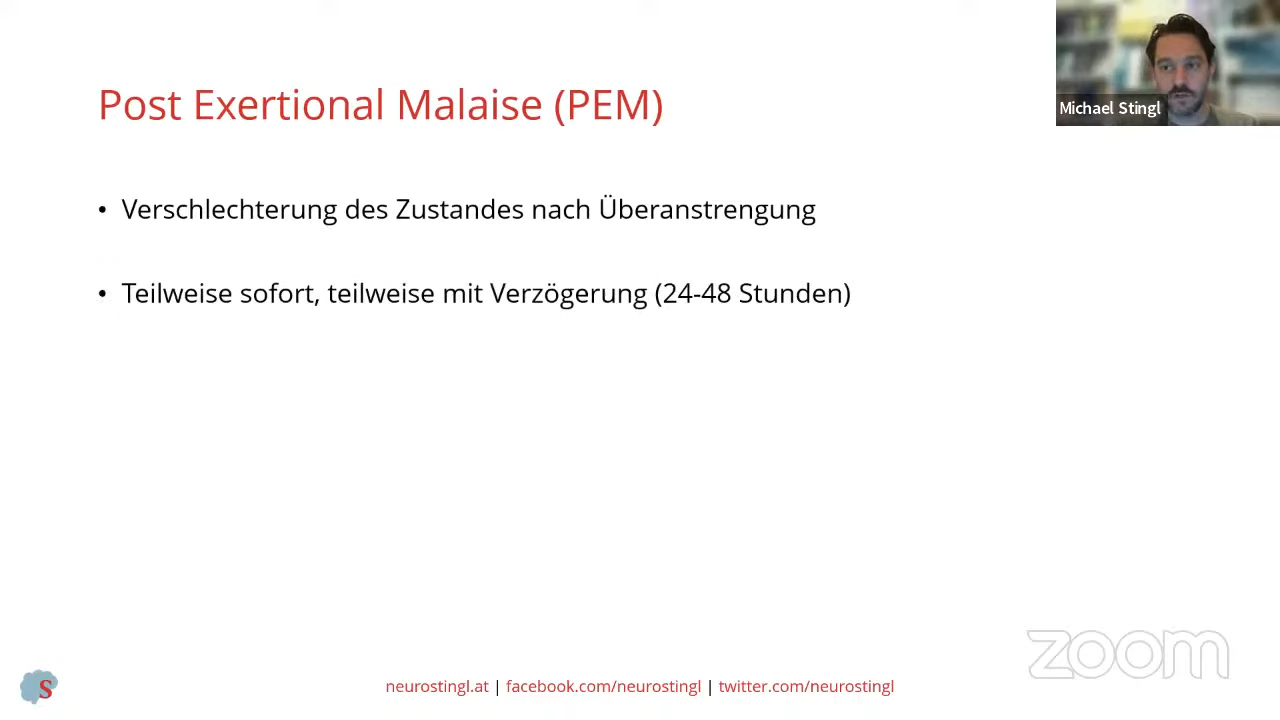 Post Exertional Malaise (PEM)
Michael Stingl
• Verschlechterung des Zustandes nach Überanstrengung
• Teilweise sofort, teilweise mit Verzögerung (24-48 Stunden)
zoom
S
neurostingl.at | facebook.com/neurostingl | twitter.com/neurostingl